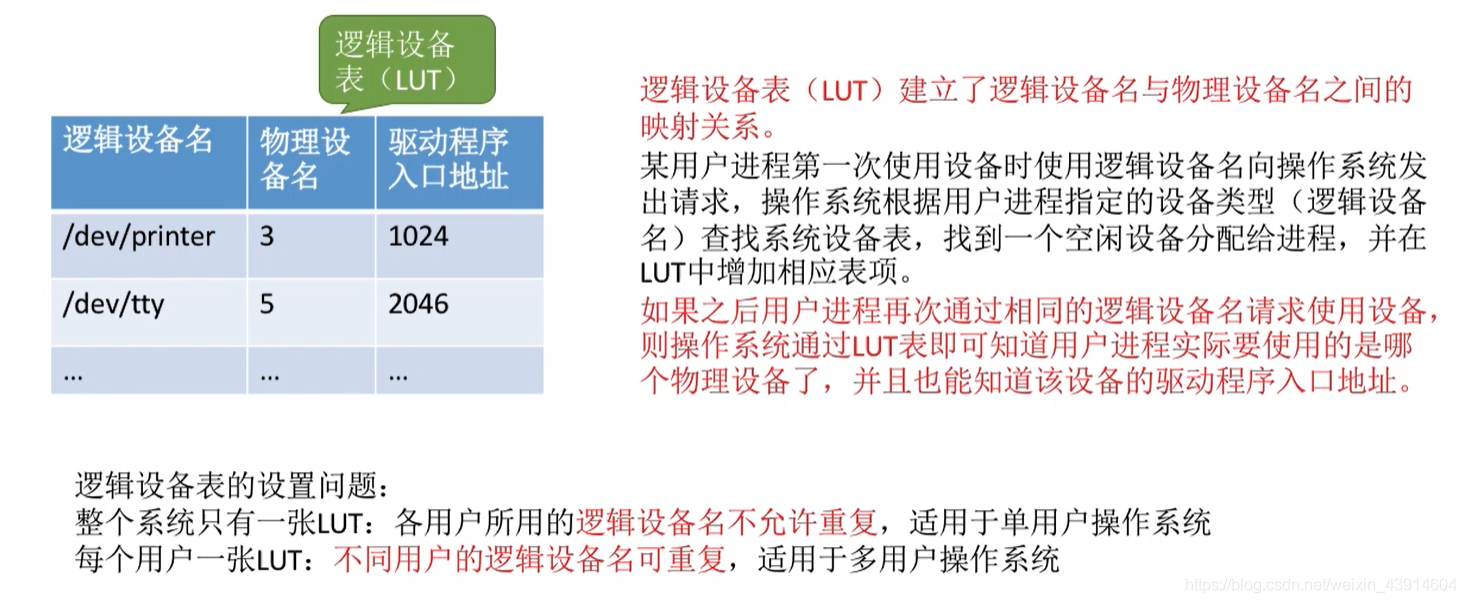 逻辑设备
表（LUT）
逻辑设备名
物理设
备名
驱动程序
入口地址
/dev/printer
3
1024
/dev/tty
5
2046
...
...
...
逻辑设备表（LUT）建立了逻辑设备名与物理设备名之间的
映射关系。
某用户进程第一次使用设备时使用逻辑设备名向操作系统发
出请求，操作系统根据用户进程指定的设备类型（逻辑设备
名）查找系统设备表，找到一个空闲设备分配给进程，并在
LUT中增加相应表项。
如果之后用户进程再次通过相同的逻辑设备名请求使用设备，
则操作系统通过LUT表即可知道用户进程实际要使用的是哪
个物理设备了，并且也能知道该设备的驱动程序入口地址。
逻辑设备表的设置问题：
整个系统只有一张LUT：各用户所用的逻辑设备名不允许重复，适用于单用户操作系统
每个用户一张LUT：不同用户的逻辑设备名可重复，适用于多用户操作系统
https://blog.csdn.net/weixin_43914604